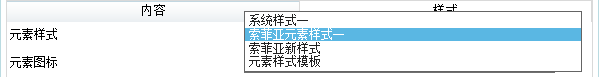 内容 样式
系统样式一
元素样式 索菲亚元素样式一
索菲亚新样式
元素图标 元素样式模板